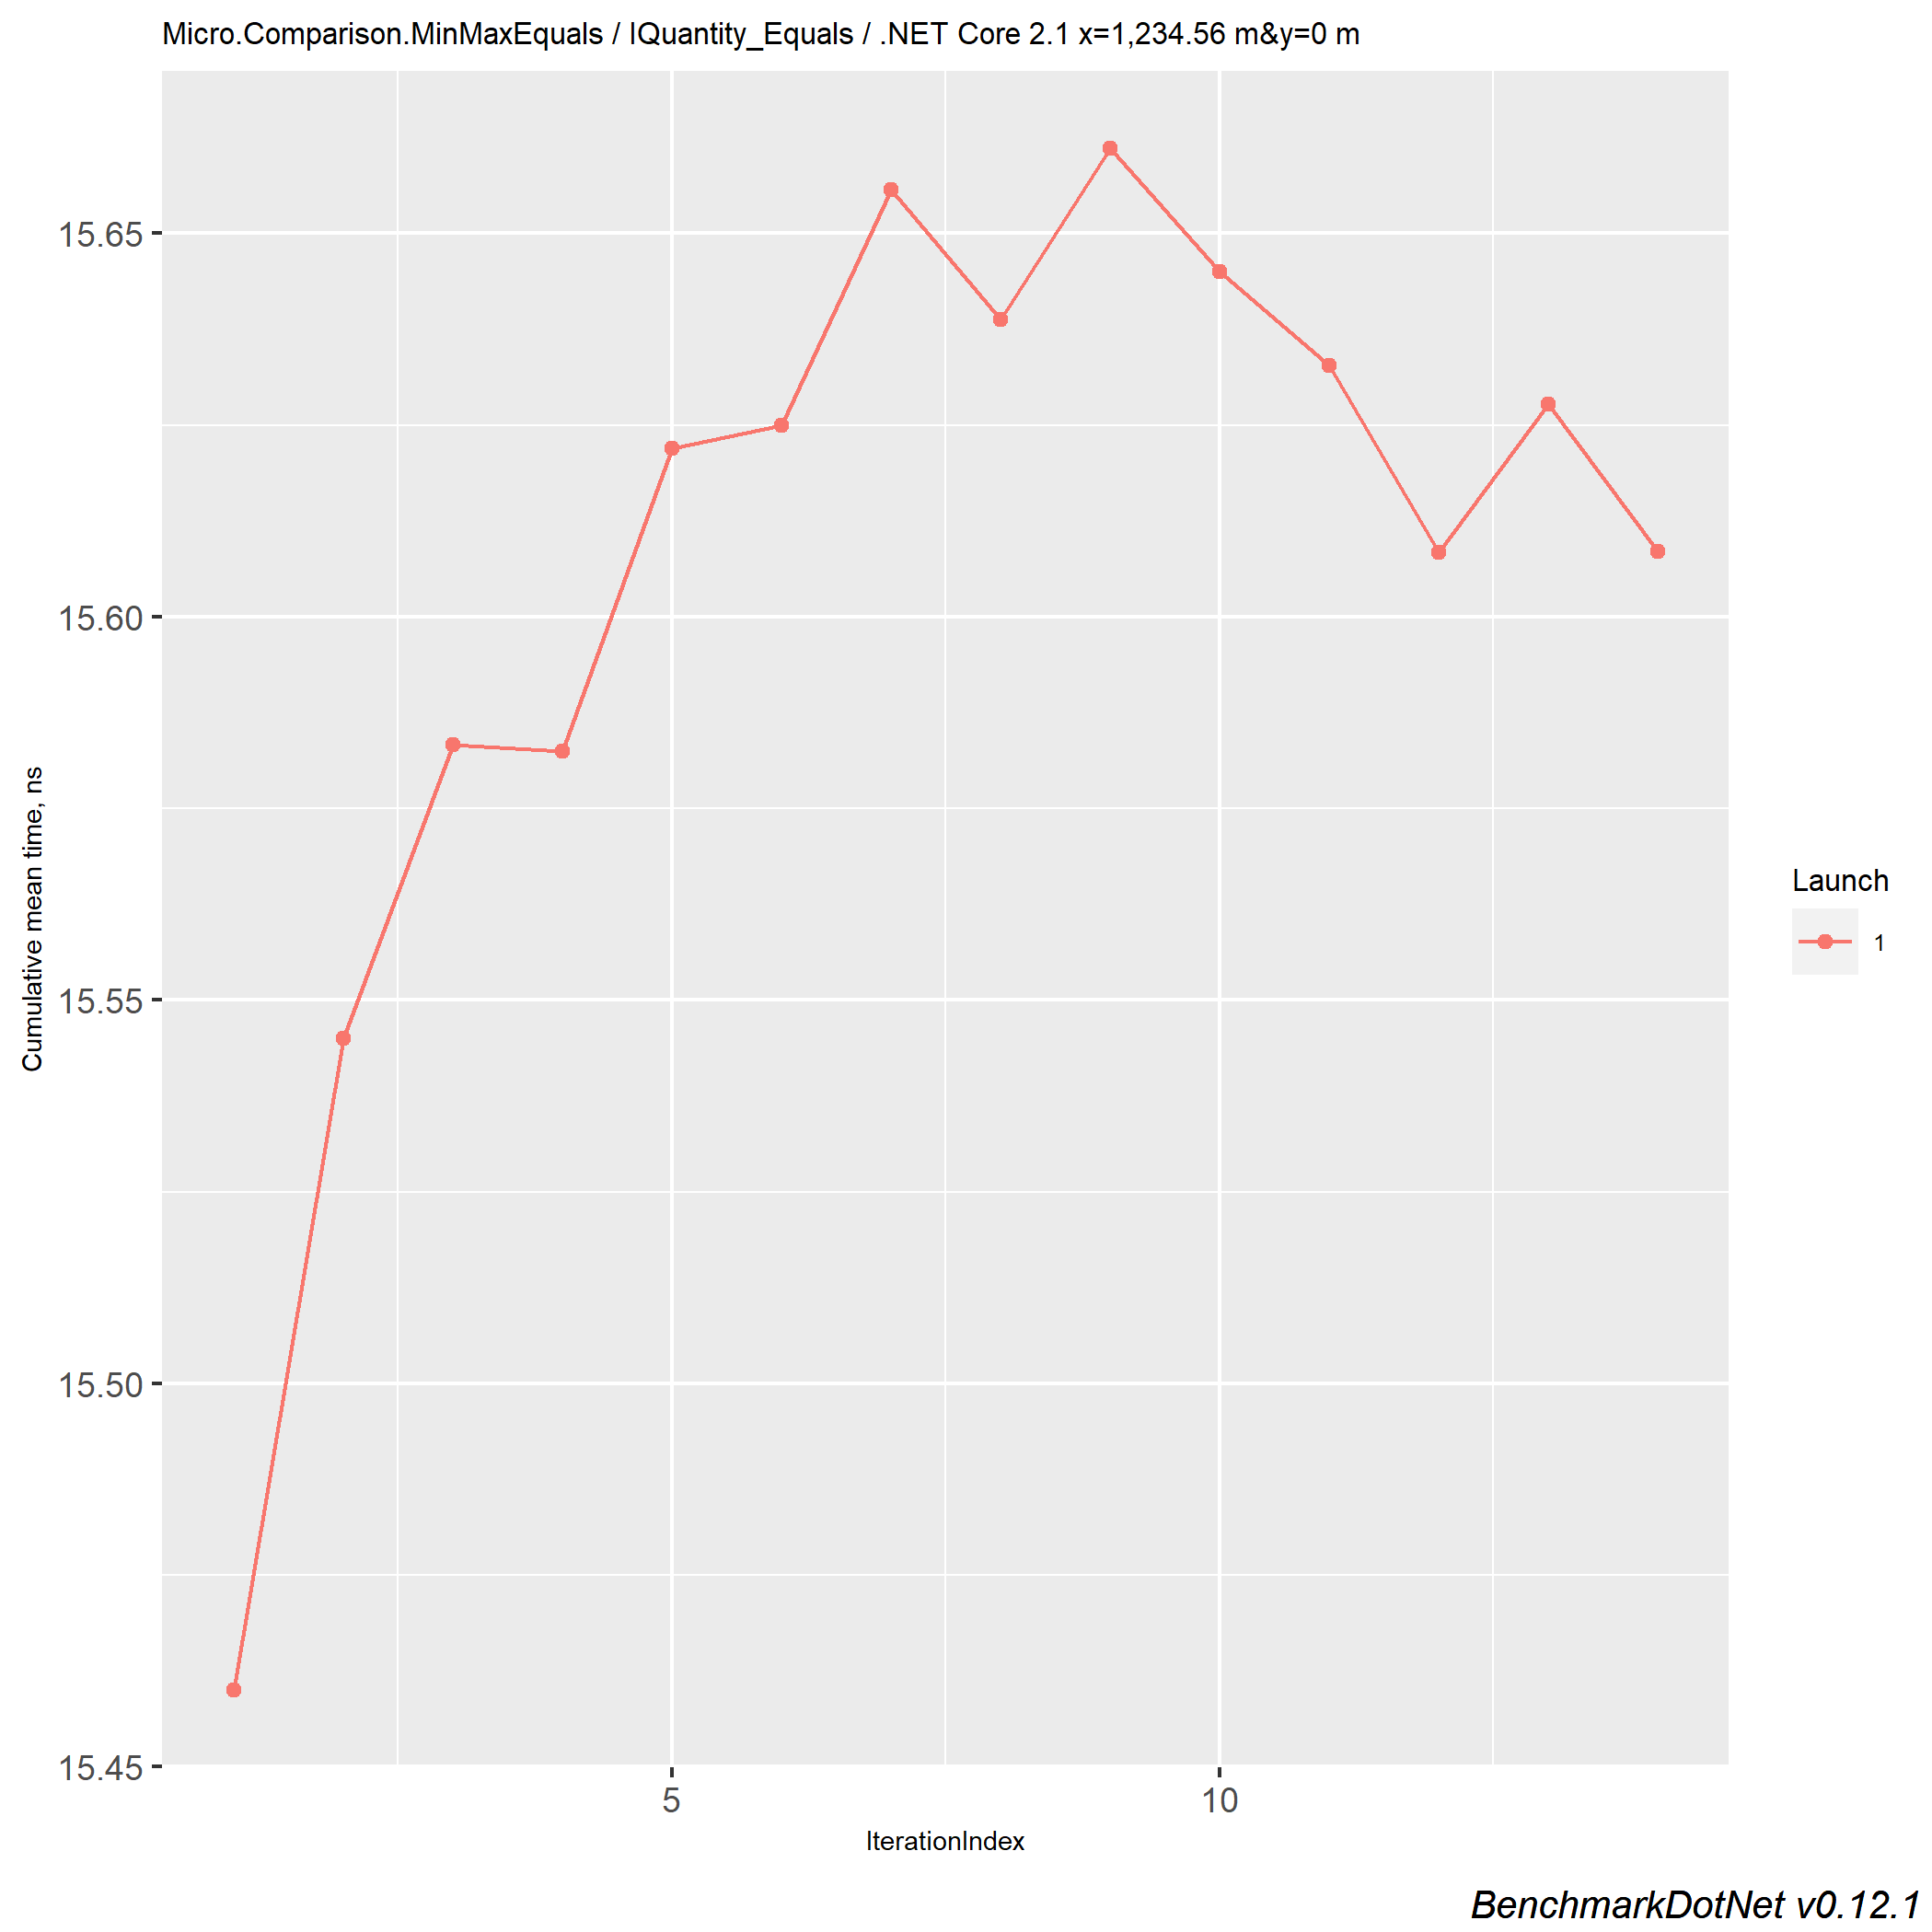 Micro.Comparison.MinMaxEquals / IQuantity_Equals / .NET Core 2.1 x=1,234.56 m&y=0 m
Cumulative mean time, ns
15.65
15.60
15.55
15.50
15.45
5
10
IterationIndex
Launch
1
BenchmarkDotNet v0.12.1